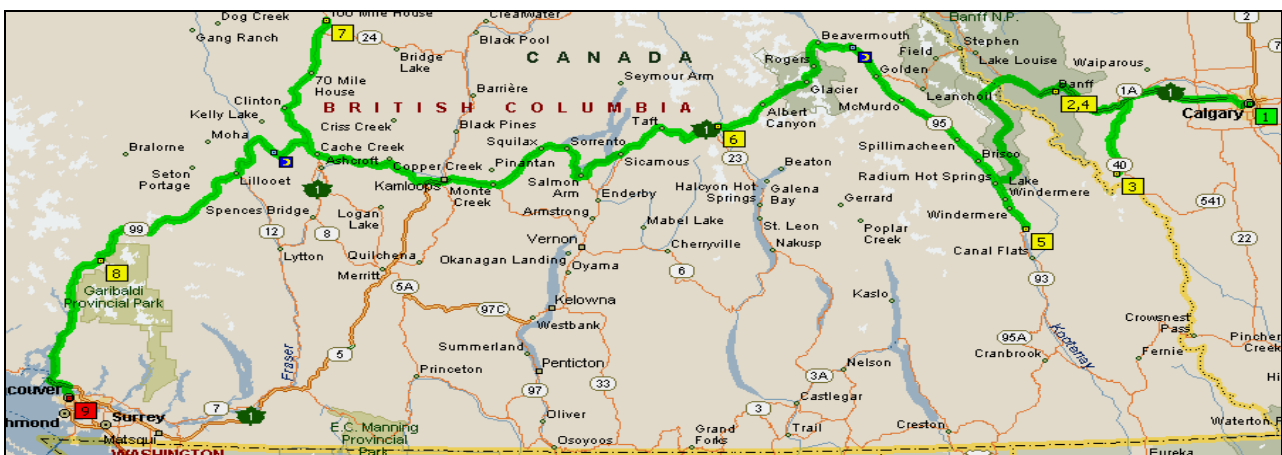 Dog Creek
100 Mile House
Clearwater
Banff N.P.
2
Gang Ranch
7
24
Black Pool
Beavermouth
Stephen
Bridge
Lake
CANADA
Field
Lake Louise
Waiparous
Seymour Arm
Rogers
Golden
70 Mile
House
Barrière
Glacier
Leanchoil
Banff
1A
1
Clinton
BRITISH COLUMBIA
McMurdo
2,4
Calgary
1
Kelly Lake
Criss Creek
Taft
1
Albert
Canyon
95
Moha
Black Pines
6
Spillimacheen
Bralorne
Cache Creek
Squilax
Sorrento
23
Brisco
40
Ashcroft
Copper Creek
Pinantan
Sicamous
Beaton
Seton
Portage
Lillooet
1
Kamloops
Monte
Creek
Salmon
Arm
Enderby
Halcyon Hot
Springs
Galena
Bay
Radium Hot Springs
Lake
Windermere
3
Spences Bridge
Logan
Lake
Armstrong
Gerrard
Windermere
541
99
12
8
Mabel Lake
St. Leon
Poplar
Creek
5
Lytton
Quilchena
Vernon
Cherryville
Nakusp
Canal Flats
22
8
Merritt
Okanagan Landing
Oyama
6
93
Garibaldi
Provincial Park
5A
Kaslo
97C
Kelowna
Westbank
Crowsnest
Pass
Fraser
5
Summerland
95A
Kootenay
Pincher
Creek
Princeton
Penticton
Nelson
Cranbrook
Fernie
33
3A
Hi
couver
9
97
Castlegar
hmond
Surrey
7
1
Oliver
3
Waterton P
Matsqui
E.C. Manning
Provincial
Park
Osoyoos
Grand
Forks
Trail
Creston
WASHINGTON
Eureka